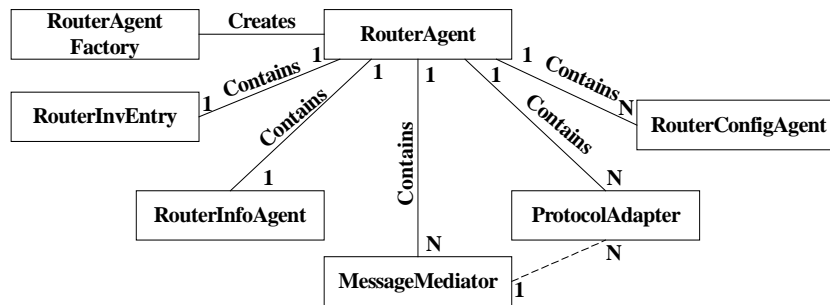 RouterAgent
Factory
Creates
RouterAgent
1
Contains
1
RouterInvEntry
1
Contains
1
RouterInfoAgent
1
Contains
N
MessageMediator
1
Contains
N
ProtocolAdapter
1
Contains
N
RouterConfigAgent
N
1